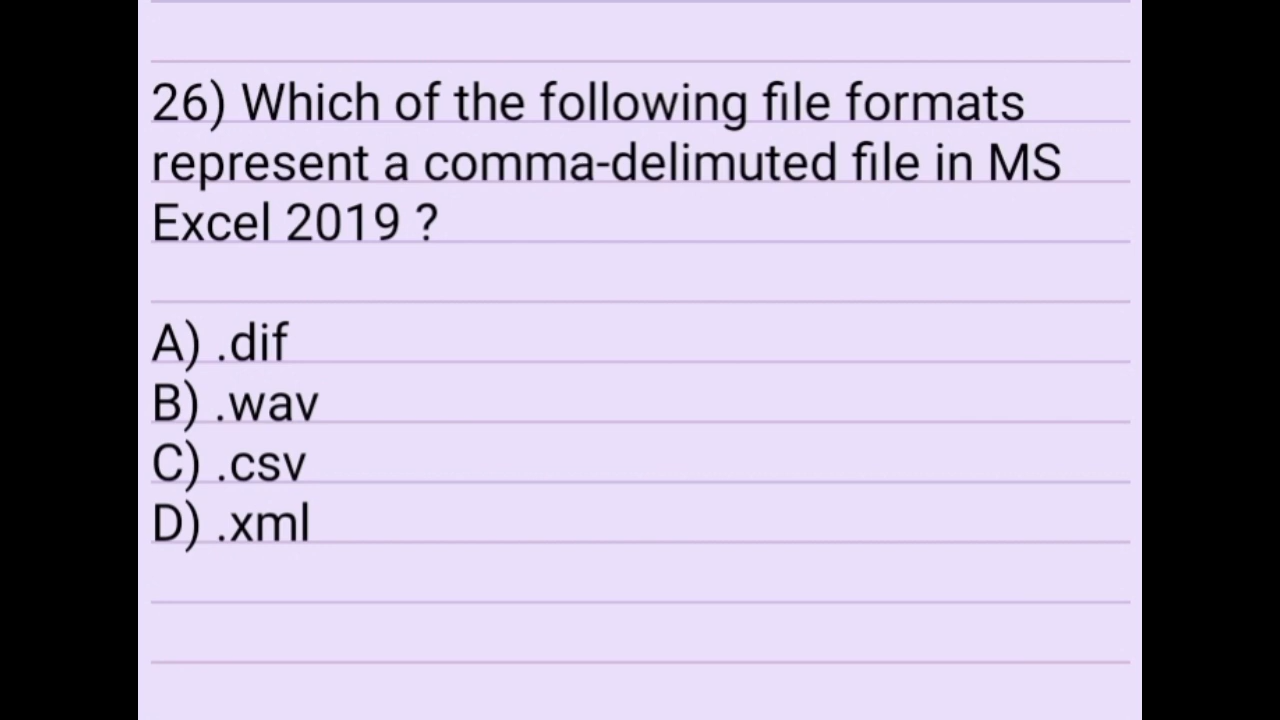 26) Which of the following file formats
represent a comma-delimuted file in MS
Excel 2019 ?
A) .dif
B) .wav
C) .csv
D) .xml